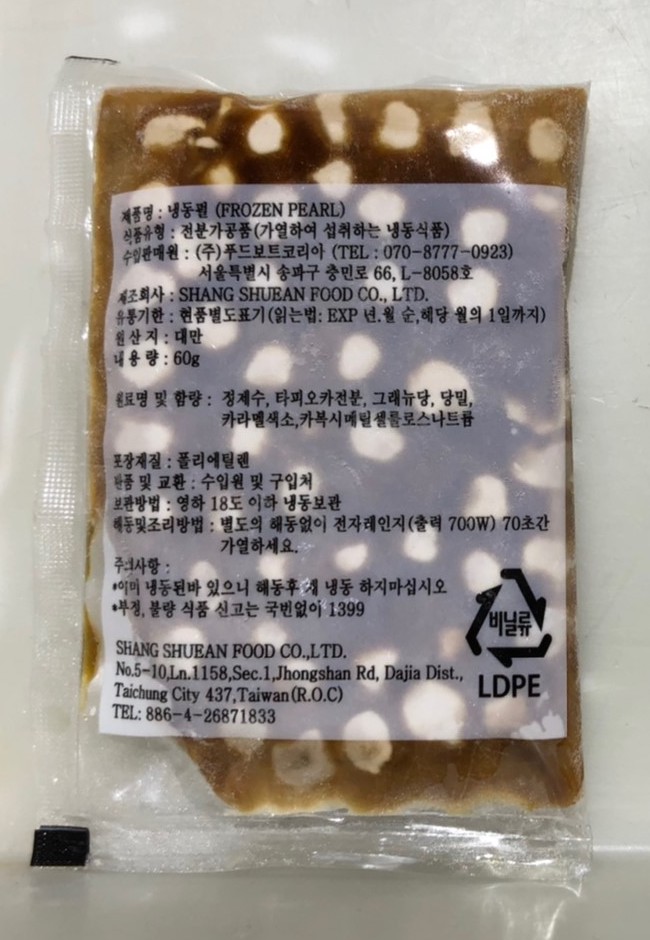 제품명 : 냉동펄 (FROZEN PEARL)
식품유형 : 전분가공품(가열하여 섭취하는 냉동식품)
수입판매원 : (주)푸드보트코리아 (TEL : 070-8777-0923)
서울특별시 송파구 충민로 66, L-8058호
제조회사 : SHANG SHUEAN FOOD CO., LTD.
유통기한 : 현품별도표기(읽는법: EXP 년.월 순,해당 월의 1일까지)
원산지 : 대만
내용량 : 60g
원료명 및 함량 : 정제수, 타피오카전분, 그래뉴당, 당밀,
카라멜색소,카복시메틸셀룰로스나트륨
포장재질 : 폴리에틸렌
반품 및 교환 : 수입원 및 구입처
보관방법 : 영하 18도 이하 냉동보관
해동및조리방법 : 별도의 해동없이 전자레인지(출력 700W) 70초간
가열하세요.
주의사항 :
*이미 냉동된바 있으니 해동후 재 냉동 하지마십시오
*부정, 불량 식품 신고는 국번없이 1399
비닐류
LDPE
SHANG SHUEAN FOOD CO.,LTD.
No.5-10,Ln.1158,Sec.1,Jhongshan Rd, Dajia Dist.,
Taichung City 437,Taiwan(R.O.C)
TEL: 886-4-26871833